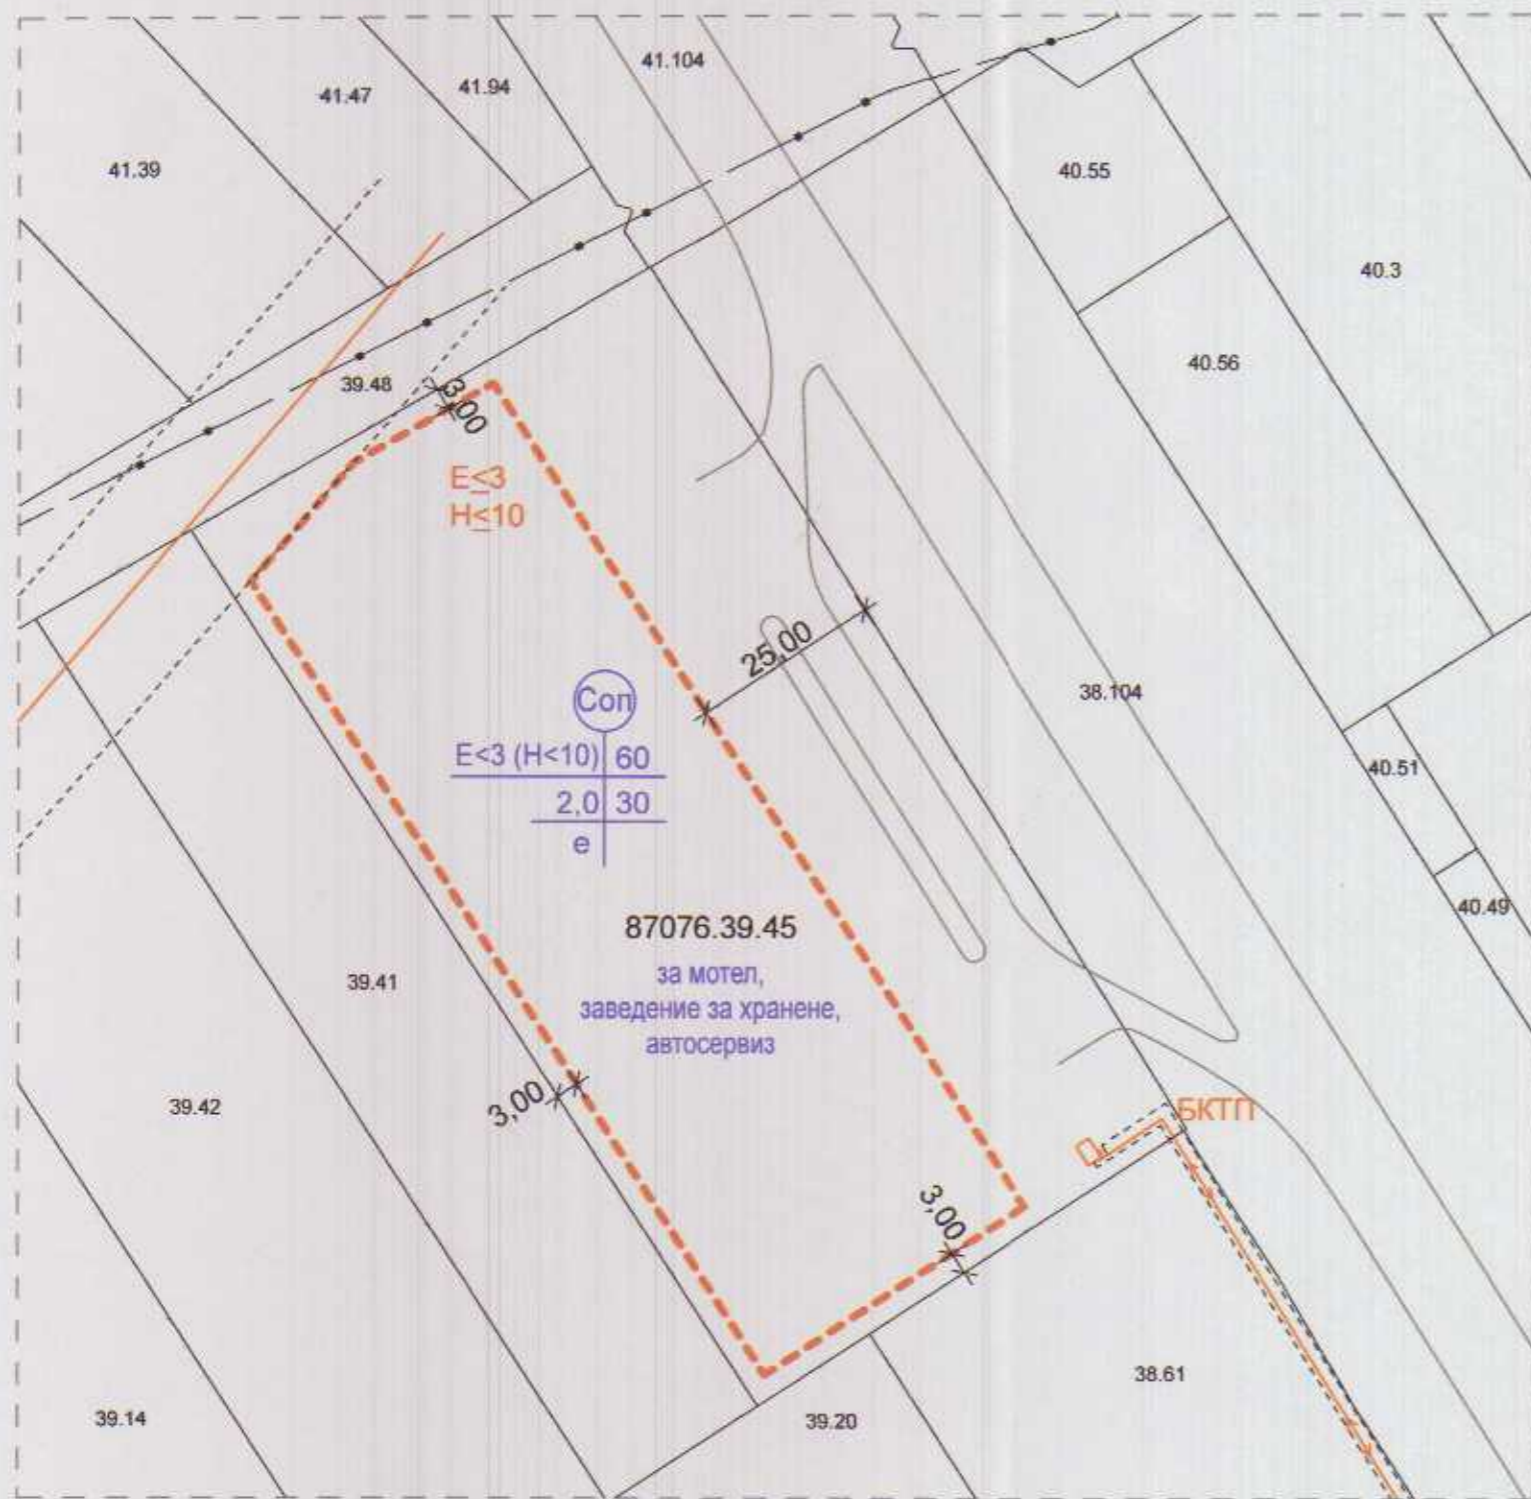 41.104
41.47
41.94
41.39
40.55
40.3
40.56
39.48
3,00
E≤3
H≤10
25,00
38.104
Соп
E<3 (H<10) 60
2,0 30
е
40.51
40.49
87076.39.45
за мотел,
заведение за хранене,
автосервиз
39.41
39.42
3,00
БКТП
3,00
38.61
39.14
39.20